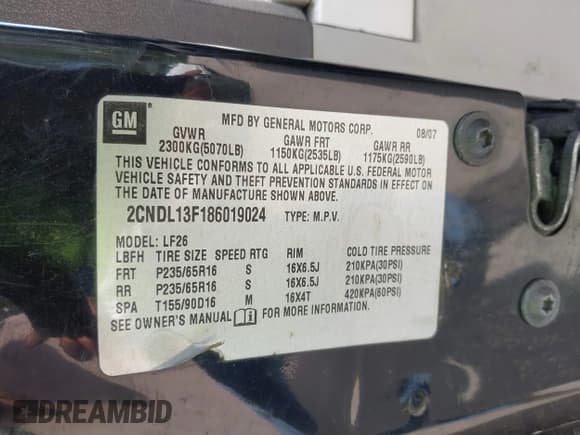 GM
MFD BY GENERAL MOTORS CORP. 08/07
GVWR GAWR FRT GAWR RR
2300KG(5070LB) 1150KG(2535LB) 1175KG(2590LB)
THIS VEHICLE CONFORMS TO ALL APPLICABLE U.S. FEDERAL MOTOR
VEHICLE SAFETY AND THEFT PREVENTION STANDARDS IN EFFECT ON
THE DATE OF MANUFACTURE SHOWN ABOVE.
2CNDL13F186019024 TYPE: M.P.V.
MODEL: LF26
LBFH TIRE SIZE SPEED RTG RIM COLD TIRE PRESSURE
FRT P235/65R16 S 16X6.5J 210KPA(30PSI)
RR P235/65R16 S 16X6.5J 210KPA(30PSI)
SPA T155/90D16 M 16X4T 420KPA(60PSI)
SEE OWNER'S MANUAL FOR MORE INFORMATION.
DREAMBID